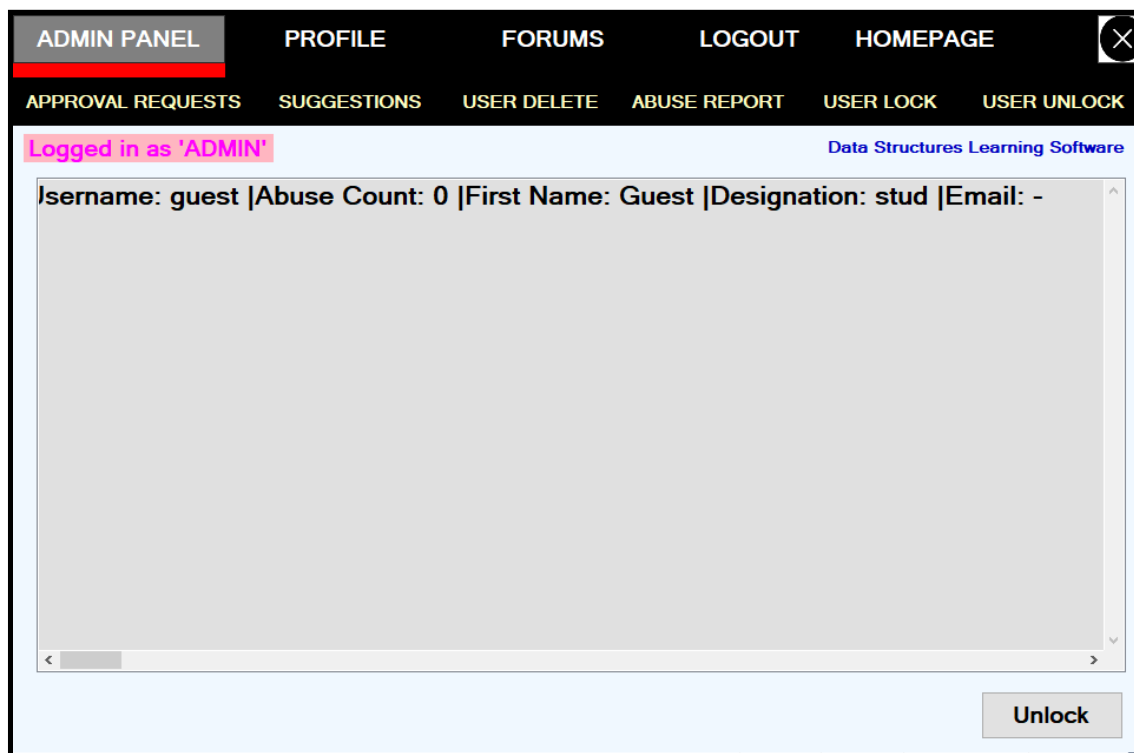 ADMIN PANEL PROFILE FORUMS LOGOUT HOMEPAGE
APPROVAL REQUESTS SUGGESTIONS USER DELETE ABUSE REPORT USER LOCK USER UNLOCK
Logged in as 'ADMIN' Data Structures Learning Software
Username: guest |Abuse Count: 0 |First Name: Guest |Designation: stud |Email: -
Unlock